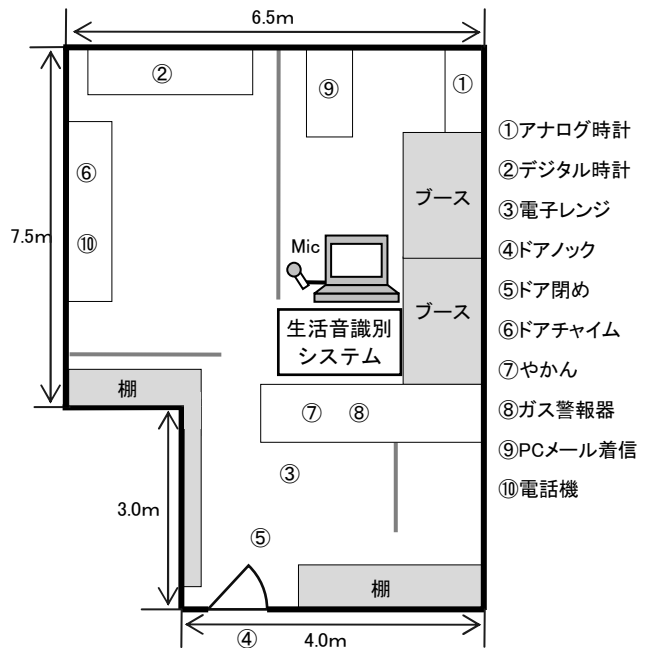 6.5m
②
⑨
①
⑥
⑩
7.5m
ブース
Mic
ブース
生活音識別
システム
棚
⑦
⑧
③
3.0m
⑤
棚
④
4.0m
①アナログ時計
②デジタル時計
③電子レンジ
④ドアノック
⑤ドア閉め
⑥ドアチャイム
⑦やかん
⑧ガス警報器
⑨PCメール着信
⑩電話機